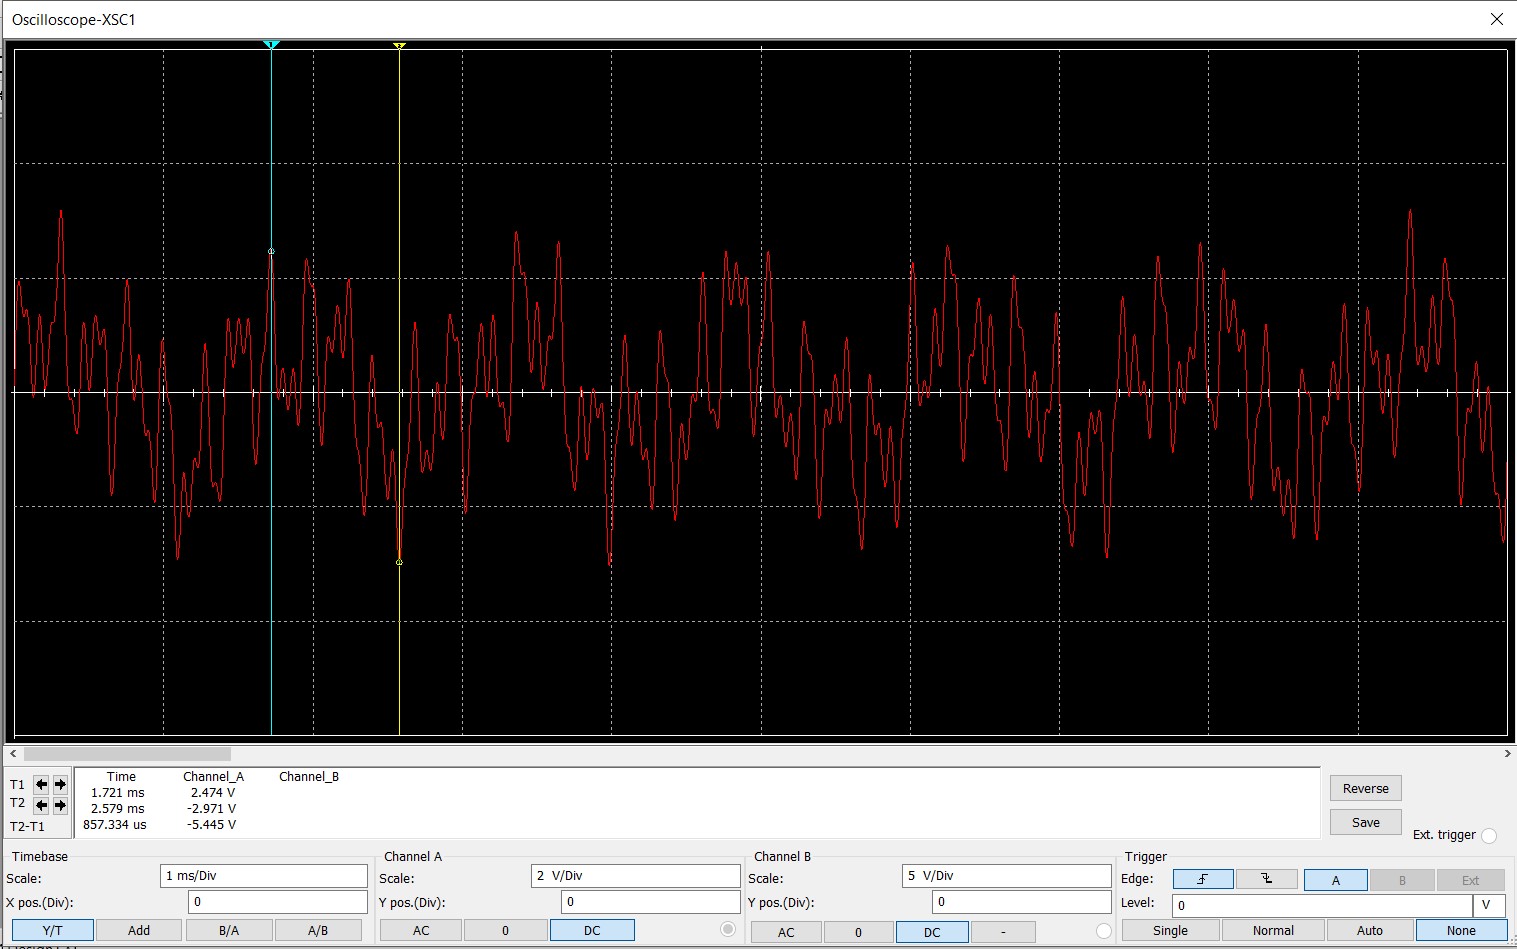 Oscilloscope-XSC1
1
2
Time Channel_A Channel_B
T1 1.721 ms 2.474 V
T2 2.579 ms -2.971 V
T2-T1 857.334 us -5.445 V
Reverse
Save
Ext. trigger
Timebase Channel A Channel B Trigger
Scale: 1 ms/Div Scale: 2 V/Div Scale: 5 V/Div Edge: A B Ext
X pos.(Div): 0 Y pos.(Div): 0 Y pos.(Div): 0 Level: 0 V
Y/T Add B/A A/B AC 0 DC AC 0 DC - Single Normal Auto None